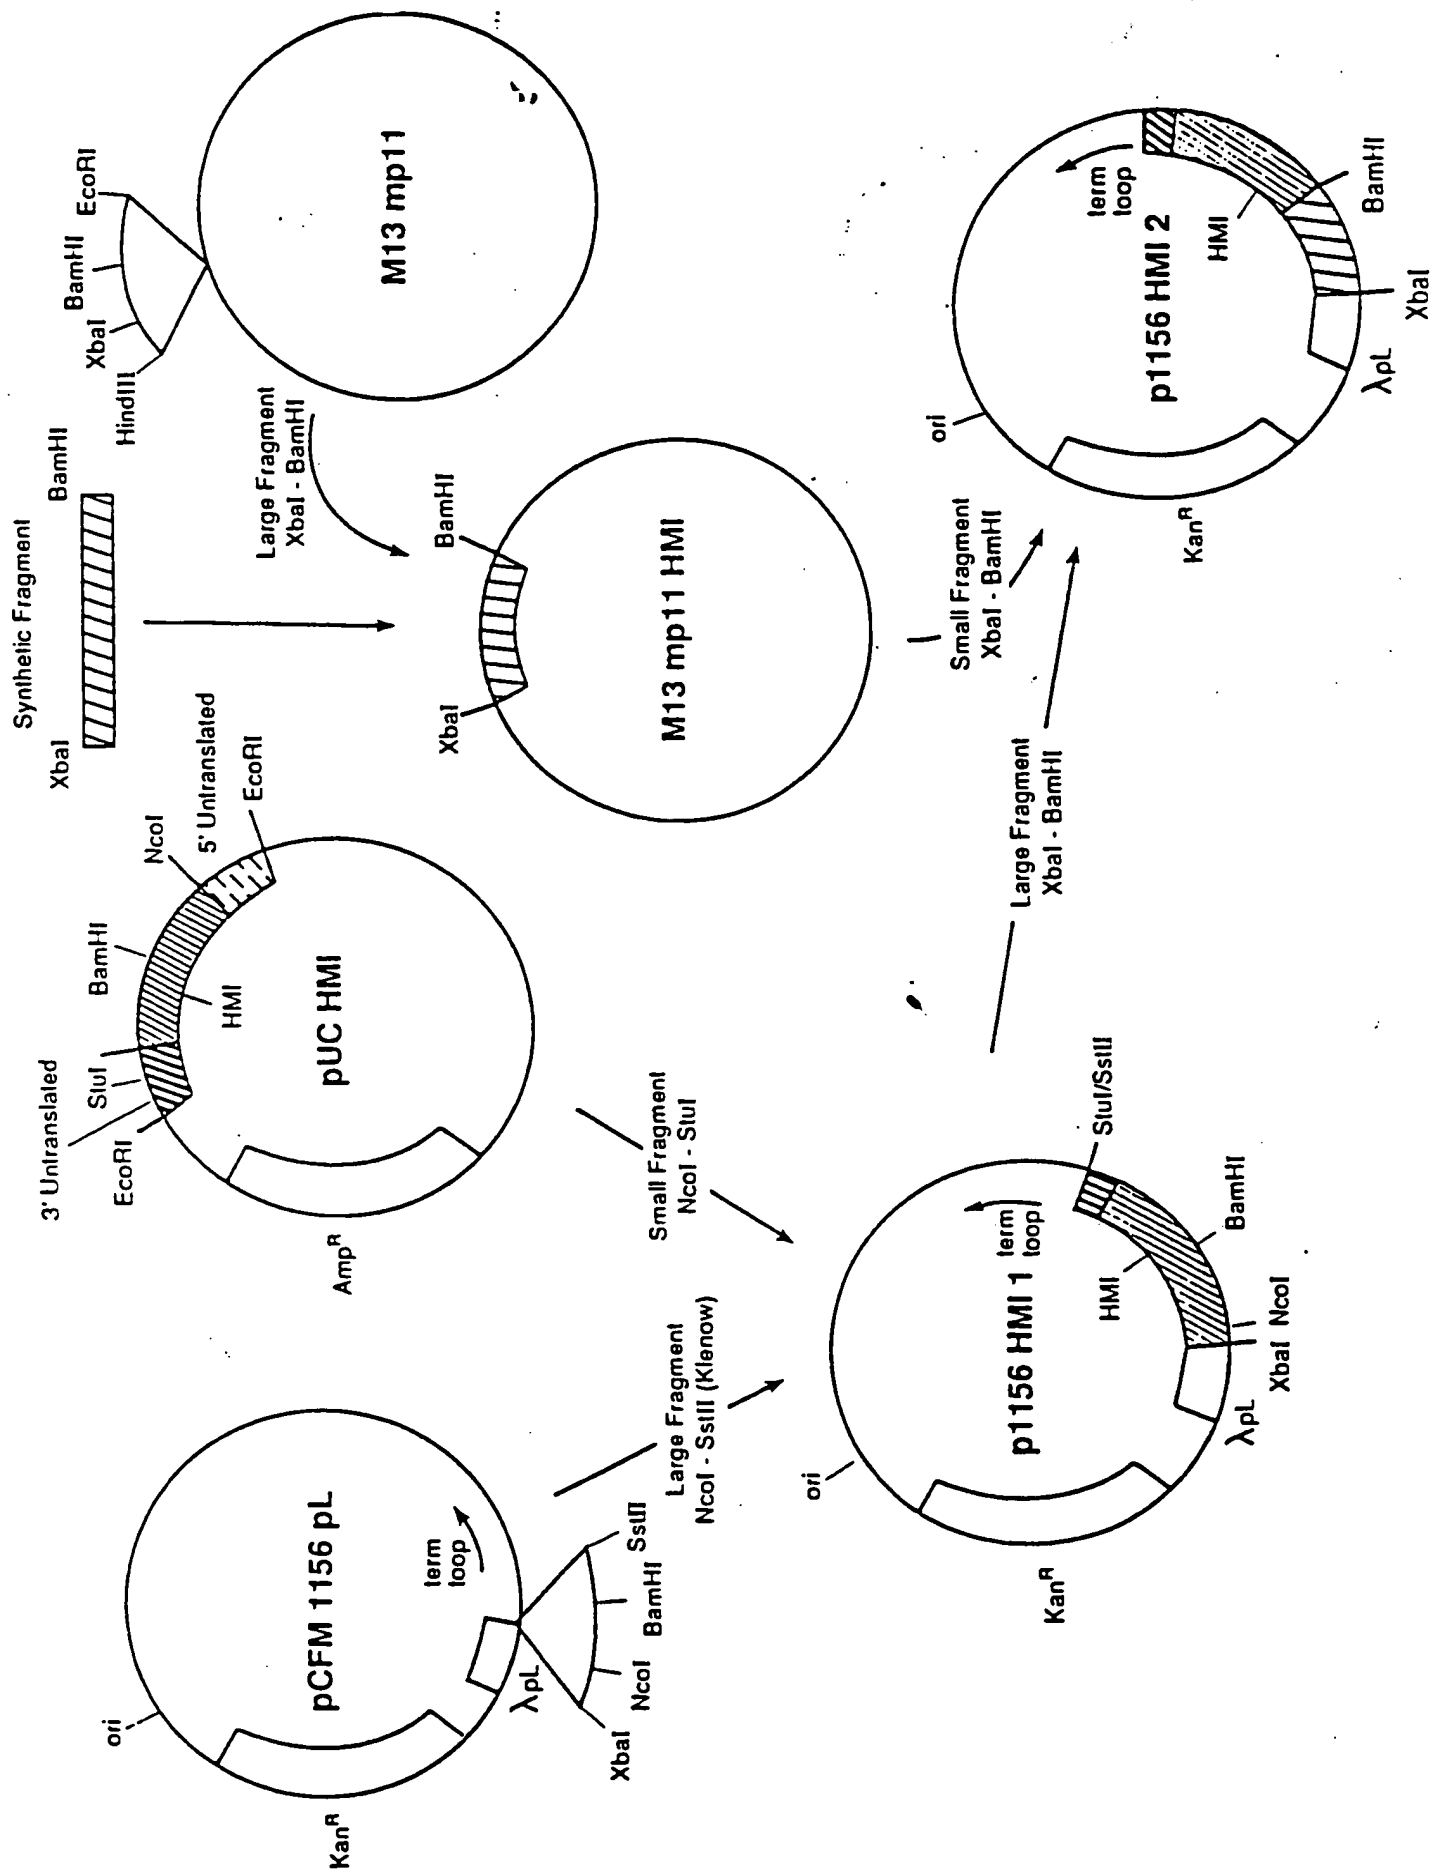 ori
Kan^R
pCFM 1156 pL
term
loop
λpL
XbaI
NcoI
BamHI
SstII
3' Untranslated
StuI
EcoRI
BamHI
NcoI
5' Untranslated
EcoRI
HMI
pUC HMI
Amp^R
Synthetic Fragment
XbaI
BamHI
HindIII
XbaI
BamHI
EcoRI
M13 mp11
Large Fragment
XbaI - BamHI
XbaI
BamHI
M13 mp11 HMI
Large Fragment
NcoI - SstII (Klenow)
Small Fragment
NcoI - StuI
ori
Kan^R
p1156 HMI 1
term
loop
HMI
StuI/SstII
BamHI
XbaI
NcoI
λpL
Large Fragment
XbaI - BamHI
Small Fragment
XbaI - BamHI
ori
Kan^R
p1156 HMI 2
term
loop
HMI
BamHI
XbaI
λpL